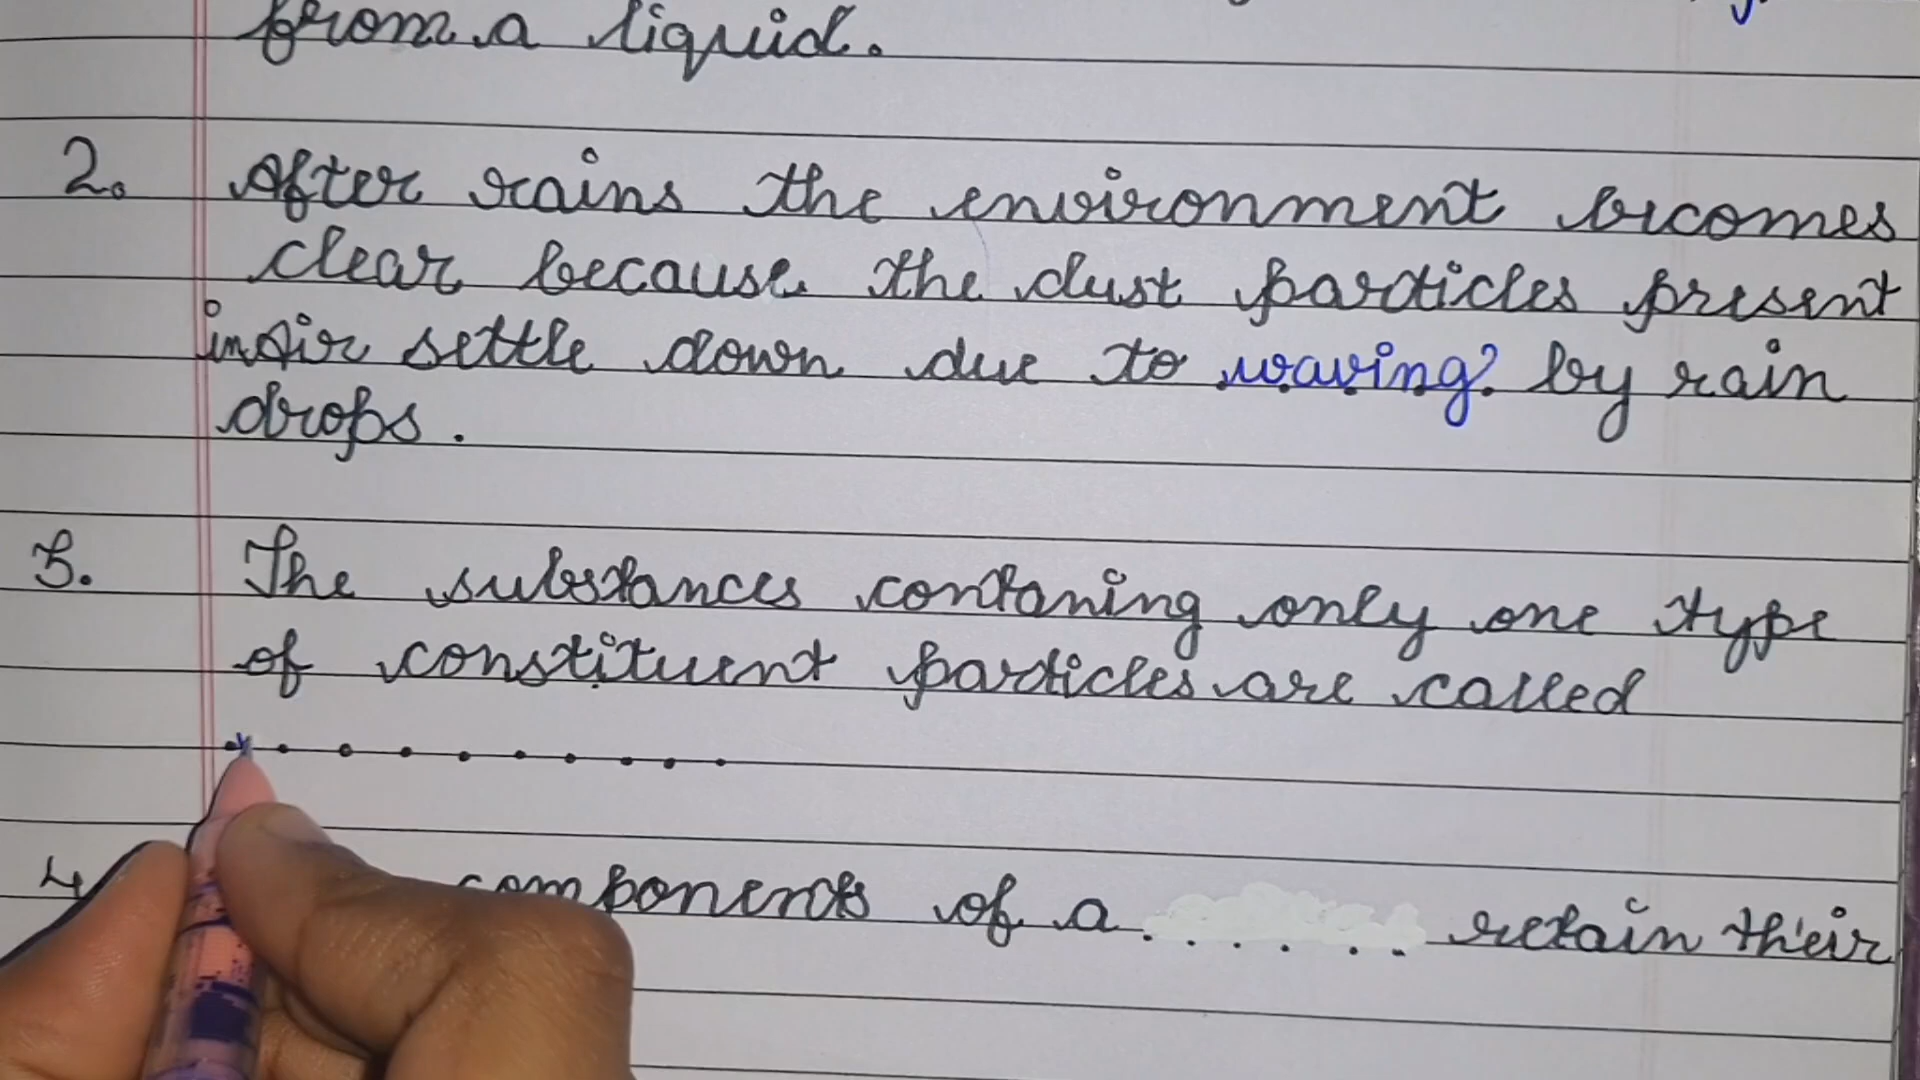 from a liquid.
2. After rains the environment becomes
clear because the dust particles present
in air settle down due to waving? by rain
drops.
3. The substances contaning only one type
of constituent particles are called
..........
4. components of a ....... retain their